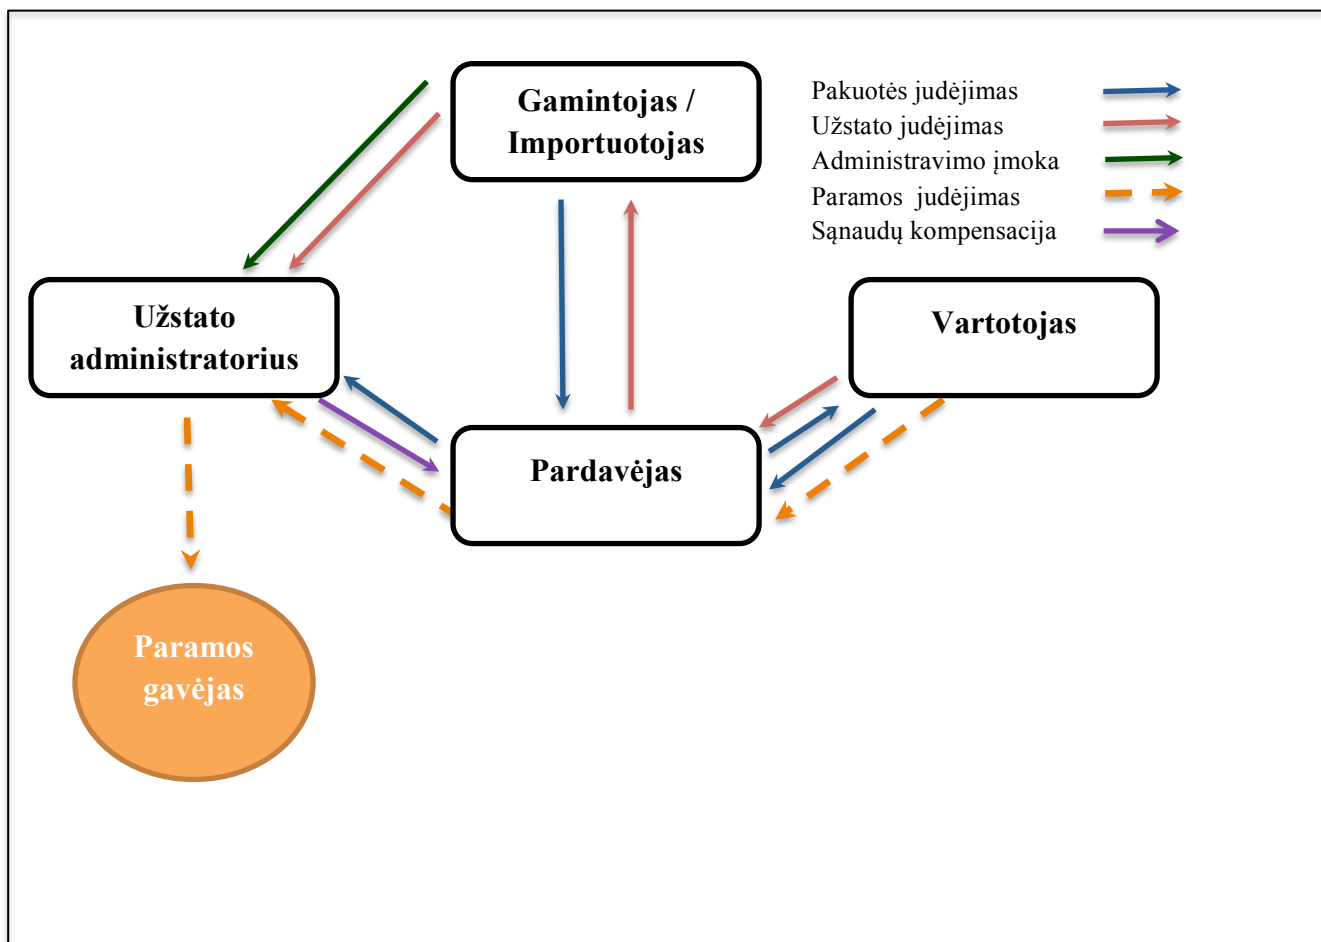 Gamintojas /
Importuotojas
Pakuotės judėjimas
Užstato judėjimas
Administravimo įmoka
Paramos judėjimas
Sąnaudų kompensacija
Užstato
administratorius
Vartotojas
Pardavėjas
Paramos
gavėjas